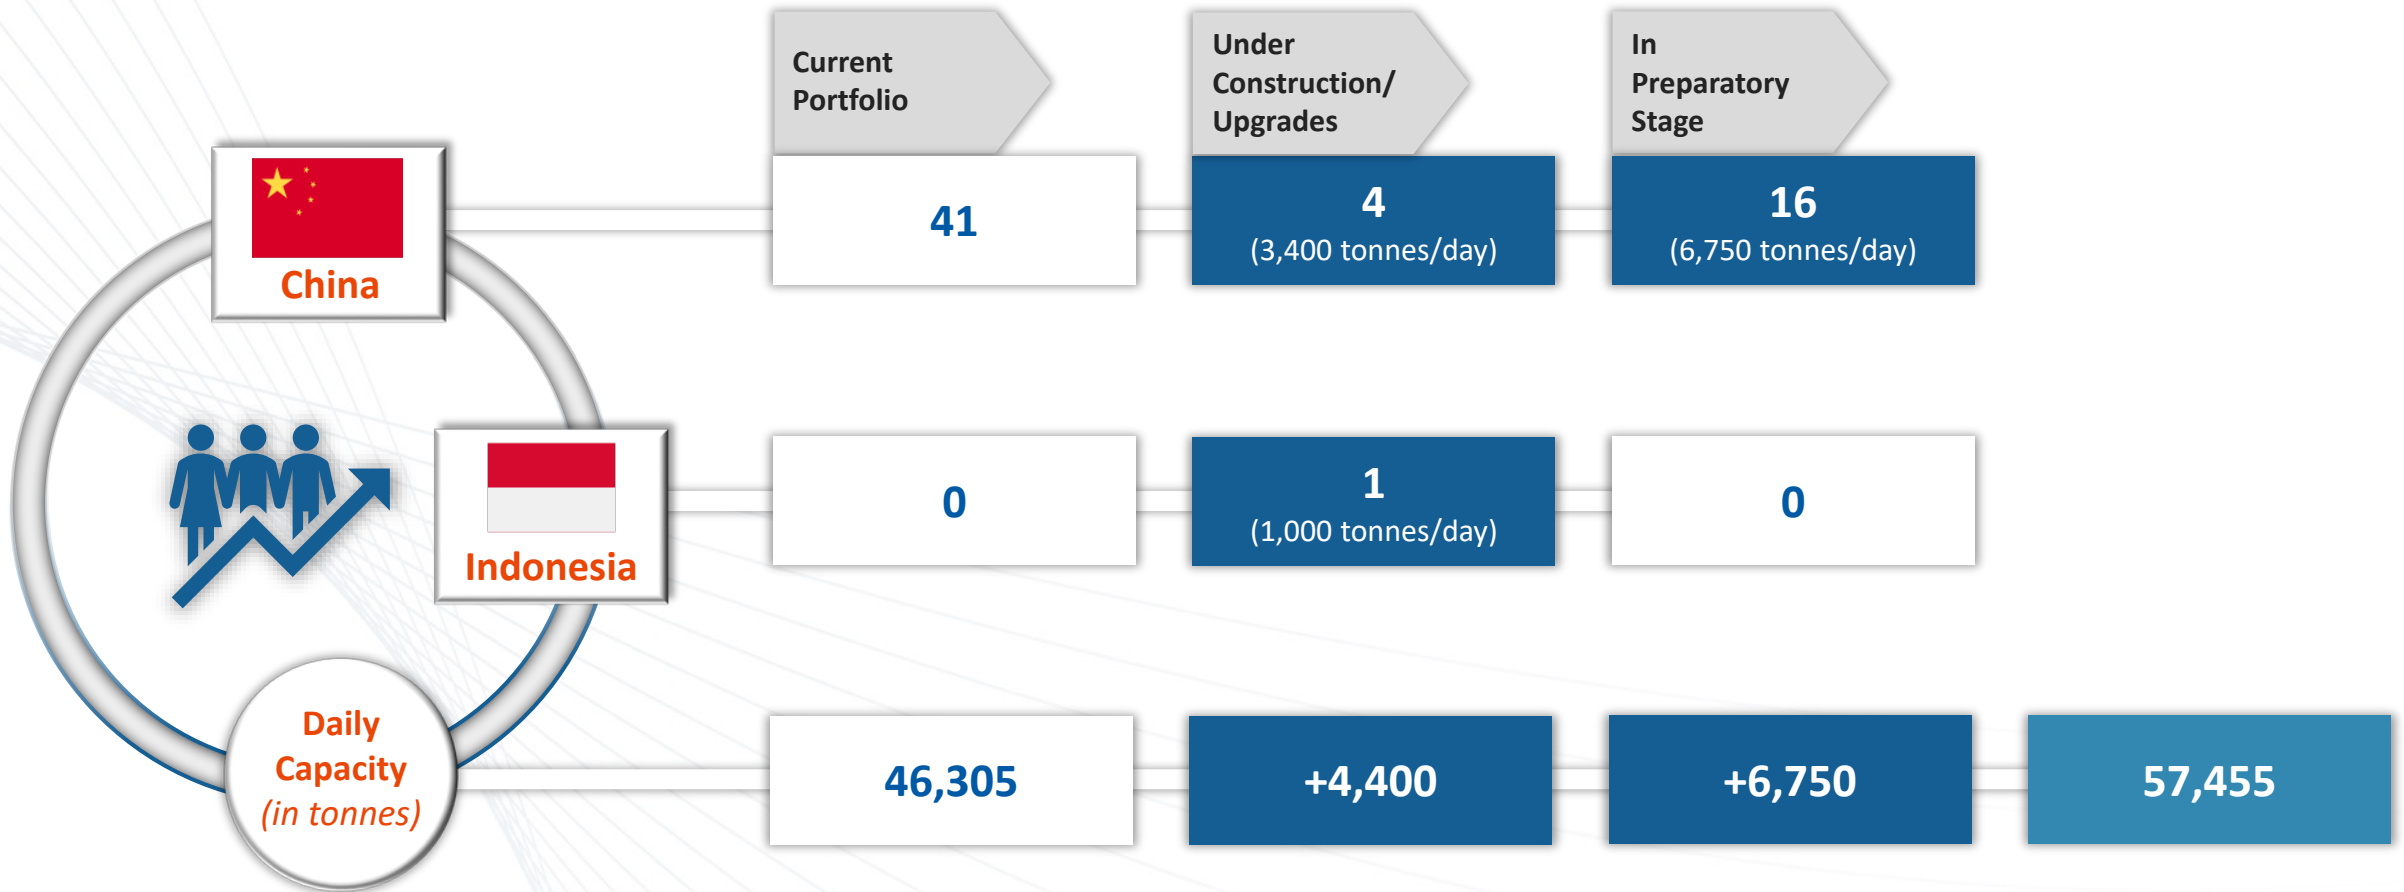 Current
Portfolio
Under
Construction/
Upgrades
In
Preparatory
Stage
China
41
4
(3,400 tonnes/day)
16
(6,750 tonnes/day)
Indonesia
0
1
(1,000 tonnes/day)
0
Daily
Capacity
(in tonnes)
46,305
+4,400
+6,750
57,455